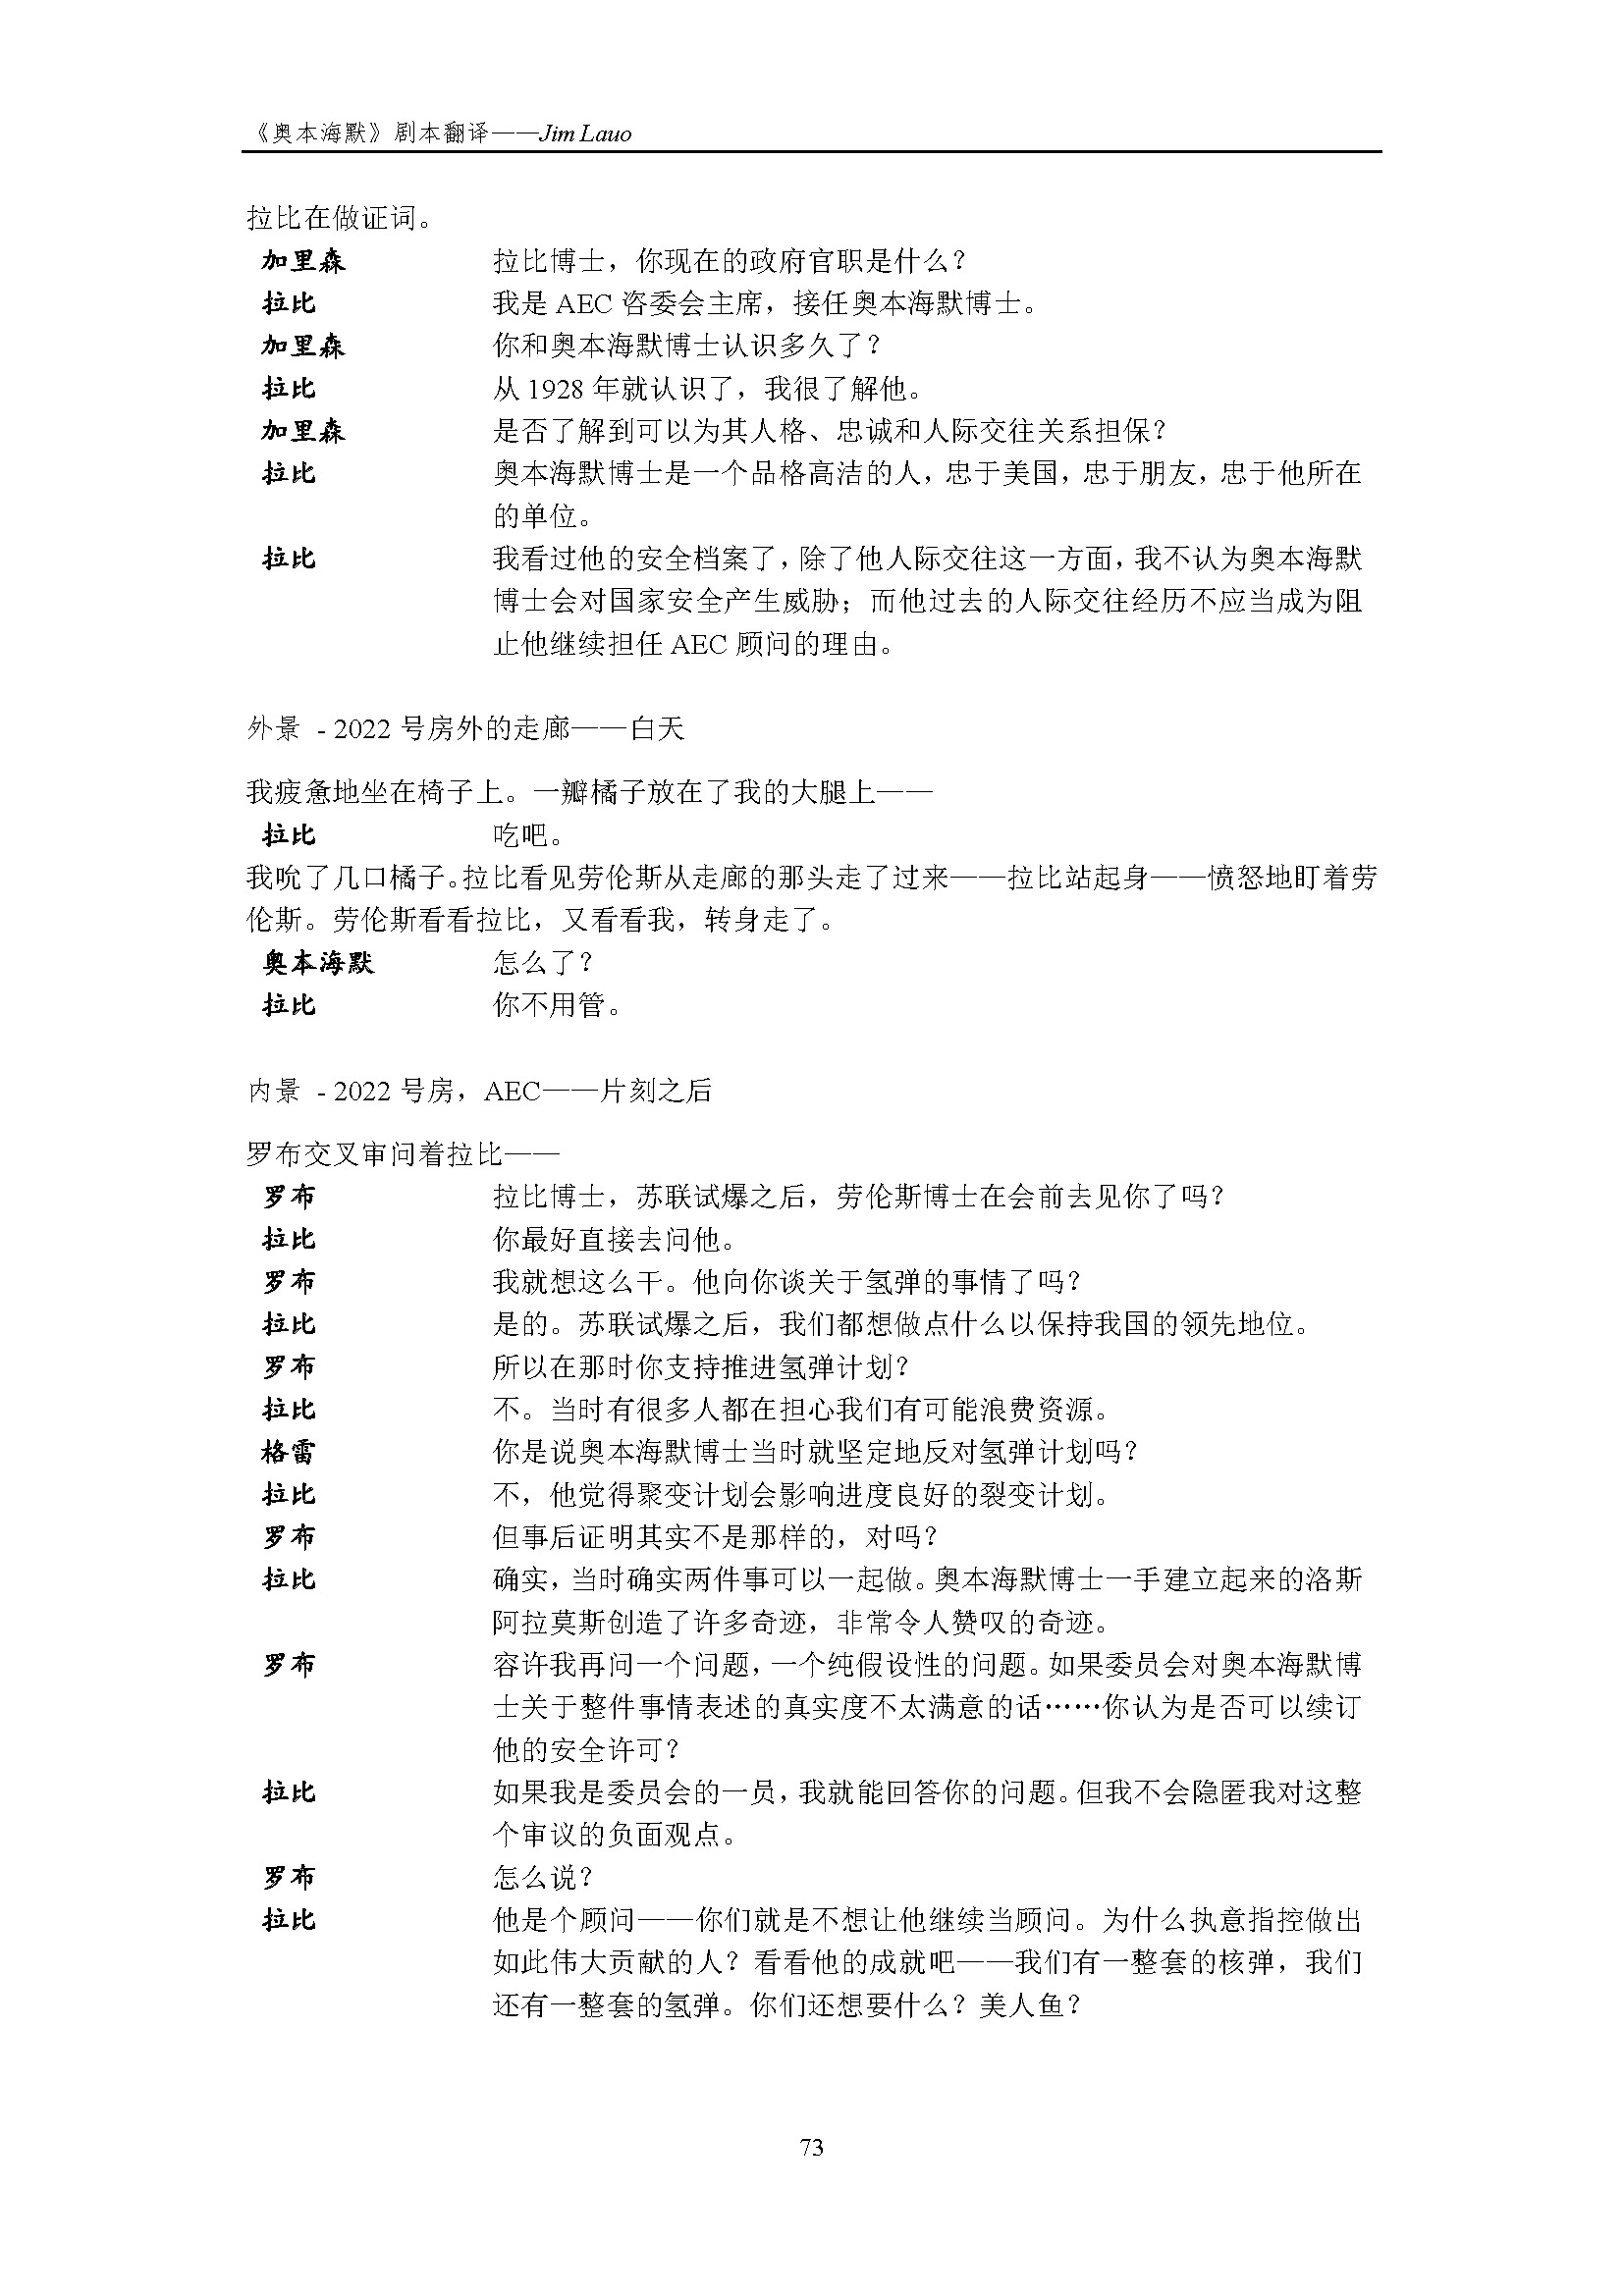 《奥本海默》剧本翻译——Jim Lauo
拉比在做证词。
加里森 拉比博士，你现在的政府官职是什么？
拉比 我是 AEC 咨委会主席，接任奥本海默博士。
加里森 你和奥本海默博士认识多久了？
拉比 从 1928 年就认识了，我很了解他。
加里森 是否了解到可以为其人格、忠诚和人际交往关系担保？
拉比 奥本海默博士是一个品格高洁的人，忠于美国，忠于朋友，忠于他所在
的单位。
拉比 我看过他的安全档案了，除了他人际交往这一方面，我不认为奥本海默
博士会对国家安全产生威胁；而他过去的人际交往经历不应当成为阻
止他继续担任 AEC 顾问的理由。
外景 - 2022 号房外的走廊——白天
我疲惫地坐在椅子上。一瓣橘子放在了我的大腿上——
拉比 吃吧。
我吮了几口橘子。拉比看见劳伦斯从走廊的那头走了过来——拉比站起身——愤怒地盯着劳
伦斯。劳伦斯看看拉比，又看看我，转身走了。
奥本海默 怎么了？
拉比 你不用管。
内景 - 2022 号房，AEC——片刻之后
罗布交叉审问着拉比——
罗布 拉比博士，苏联试爆之后，劳伦斯博士在会前去见你了吗？
拉比 你最好直接去问他。
罗布 我就想这么干。他向你谈关于氢弹的事情了吗？
拉比 是的。苏联试爆之后，我们都想做点什么以保持我国的领先地位。
罗布 所以在那时你支持推进氢弹计划？
拉比 不。当时有很多人都在担心我们有可能浪费资源。
格雷 你是说奥本海默博士当时就坚定地反对氢弹计划吗？
拉比 不，他觉得聚变计划会影响进度良好的裂变计划。
罗布 但事后证明其实不是那样的，对吗？
拉比 确实，当时确实两件事可以一起做。奥本海默博士一手建立起来的洛斯
阿拉莫斯创造了许多奇迹，非常令人赞叹的奇迹。
罗布 容许我再问一个问题，一个纯假设性的问题。如果委员会对奥本海默博
士关于整件事情表述的真实度不太满意的话……你认为是否可以续订
他的安全许可？
拉比 如果我是委员会的一员，我就能回答你的问题。但我不会隐匿我对这整
个审议的负面观点。
罗布 怎么说？
拉比 他是个顾问——你们就是不想让他继续当顾问。为什么执意指控做出
如此伟大贡献的人？看看他的成就吧——我们有一整套的核弹，我们
还有一整套的氢弹。你们还想要什么？美人鱼？
73